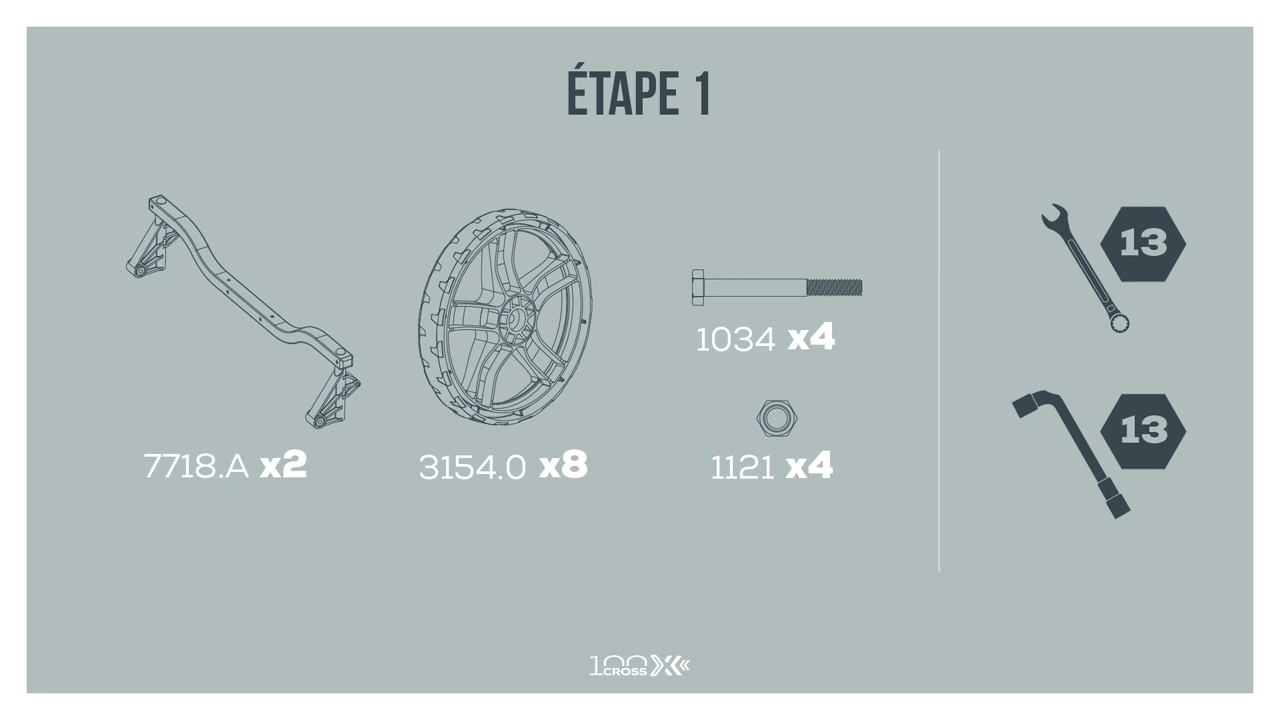 ÉTAPE 1
7718.A x2
3154.0 x8
1034 x4
1121 x4
13
13
100
CROSS